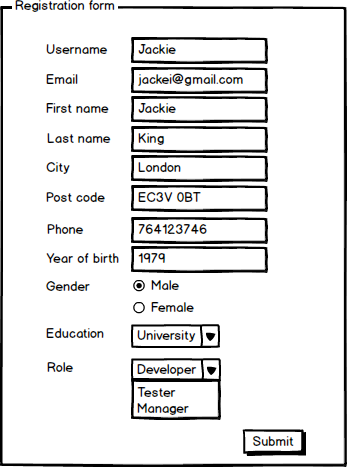 Registration form
Username Jackie
Email jackei@gmail.com
First name Jackie
Last name King
City London
Post code EC3V 0BT
Phone 764123746
Year of birth 1979
Gender Male
Female
Education University
Role Developer
Tester
Manager
Submit